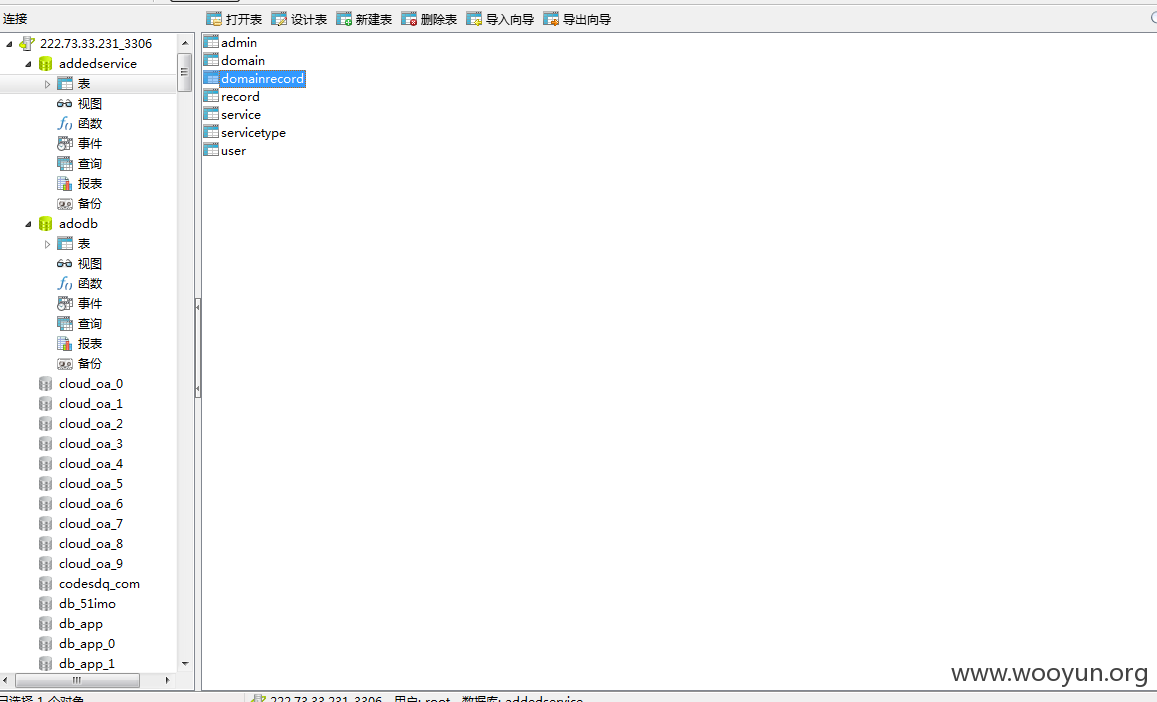 连接
打开表 设计表 新建表 删除表 导入向导 导出向导
222.73.33.231_3306
addedservice
表
视图
函数
事件
查询
报表
备份
adodb
表
视图
函数
事件
查询
报表
备份
cloud_oa_0
cloud_oa_1
cloud_oa_2
cloud_oa_3
cloud_oa_4
cloud_oa_5
cloud_oa_6
cloud_oa_7
cloud_oa_8
cloud_oa_9
codesdq_com
db_51imo
db_app
db_app_0
db_app_1
admin
domain
domainrecord
record
service
servicetype
user
www.wooyun.org
已选择 1 个对象 222.73.33.231_3306 用户: root 数据库: addedservice